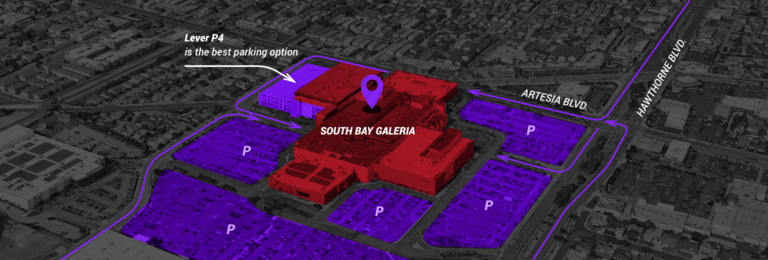 Lever P4
is the best parking option
SOUTH BAY GALERIA
ARTESIA BLVD.
HAWTHORNE BLVD.
P
P
P
P
P